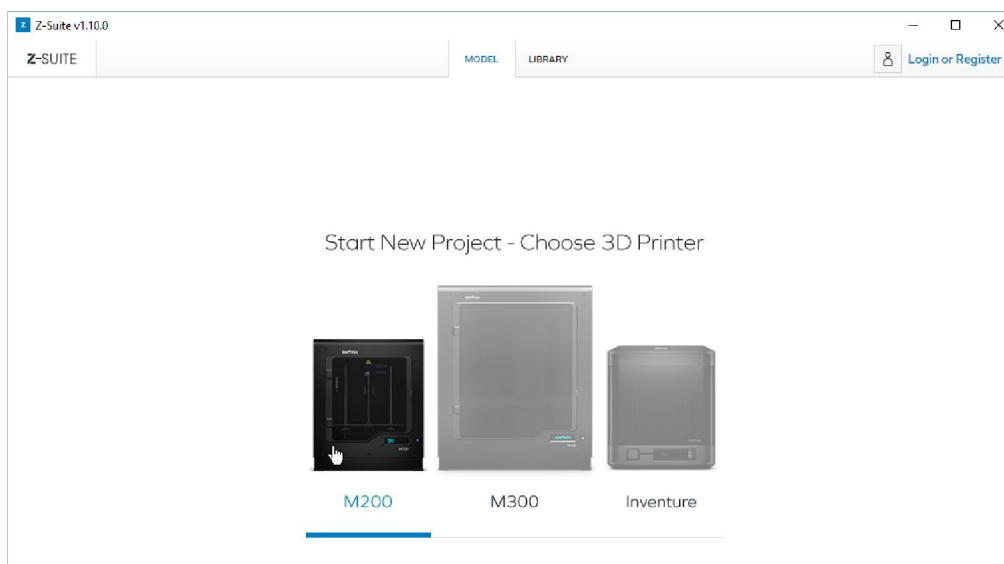 Z-Suite v1.10.0
Z-SUITE
MODEL
LIBRARY
Login or Register
Start New Project - Choose 3D Printer
M200
M300
Inventure